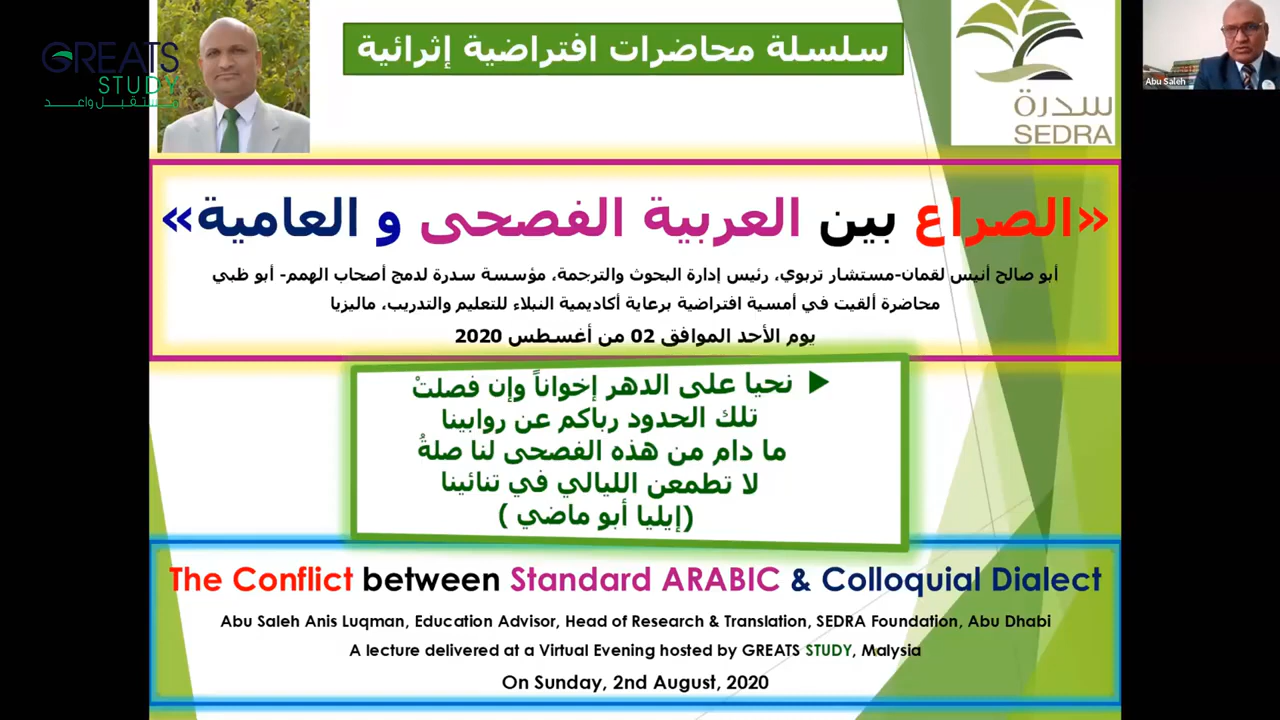 GREATS
STUDY
مستقبل واعد
سلسلة محاضرات افتراضية إثرائية
سدرة
SEDRA
Abu Saleh
«الصراع بين العربية الفصحى و العامية»
أبو صالح أنيس لقمان-مستشار تربوي، رئيس إدارة البحوث والترجمة، مؤسسة سدرة لدمج أصحاب الهمم- أبو ظبي
محاضرة ألقيت في أمسية افتراضية برعاية أكاديمية النبلاء للتعليم والتدريب، ماليزيا
يوم الأحد الموافق 02 من أغسطس 2020
نحيا على الدهر إخواناً وإن فصلتْ
تلك الحدود رباكم عن روابينا
ما دام من هذه الفصحى لنا صلةُ
لا تطمعن الليالي في تنائينا
(إيليا أبو ماضي )
The Conflict between Standard ARABIC & Colloquial Dialect
Abu Saleh Anis Luqman, Education Advisor, Head of Research & Translation, SEDRA Foundation, Abu Dhabi
A lecture delivered at a Virtual Evening hosted by GREATS STUDY, Malysia
On Sunday, 2nd August, 2020